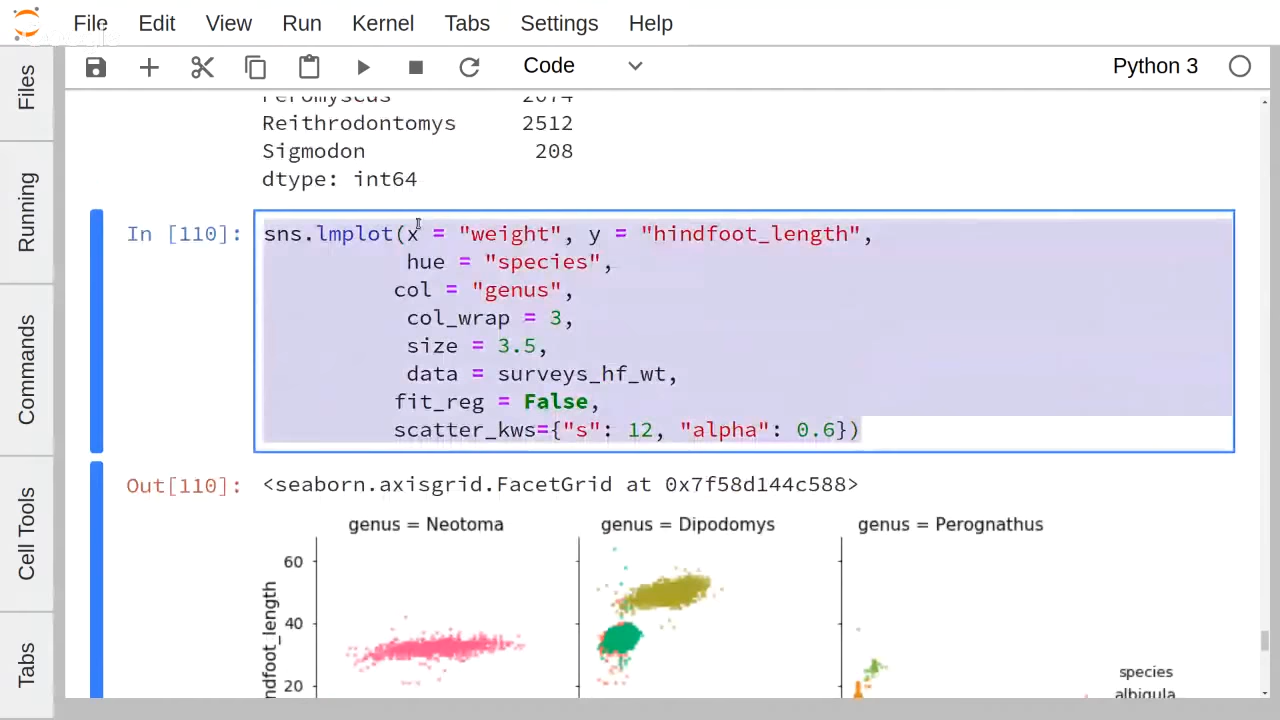 File Edit View Run Kernel Tabs Settings Help
Code
Python 3
Files
Running
Commands
Cell Tools
Tabs
Peromyscus 2074
Reithrodontomys 2512
Sigmodon 208
dtype: int64
In [110]:
sns.lmplot(x = "weight", y = "hindfoot_length",
hue = "species",
col = "genus",
col_wrap = 3,
size = 3.5,
data = surveys_hf_wt,
fit_reg = False,
scatter_kws={"s": 12, "alpha": 0.6})
Out[110]:
<seaborn.axisgrid.FacetGrid at 0x7f58d144c588>
genus = Neotoma
genus = Dipodomys
genus = Perognathus
60
40
20
ndfoot_length
species
albigula